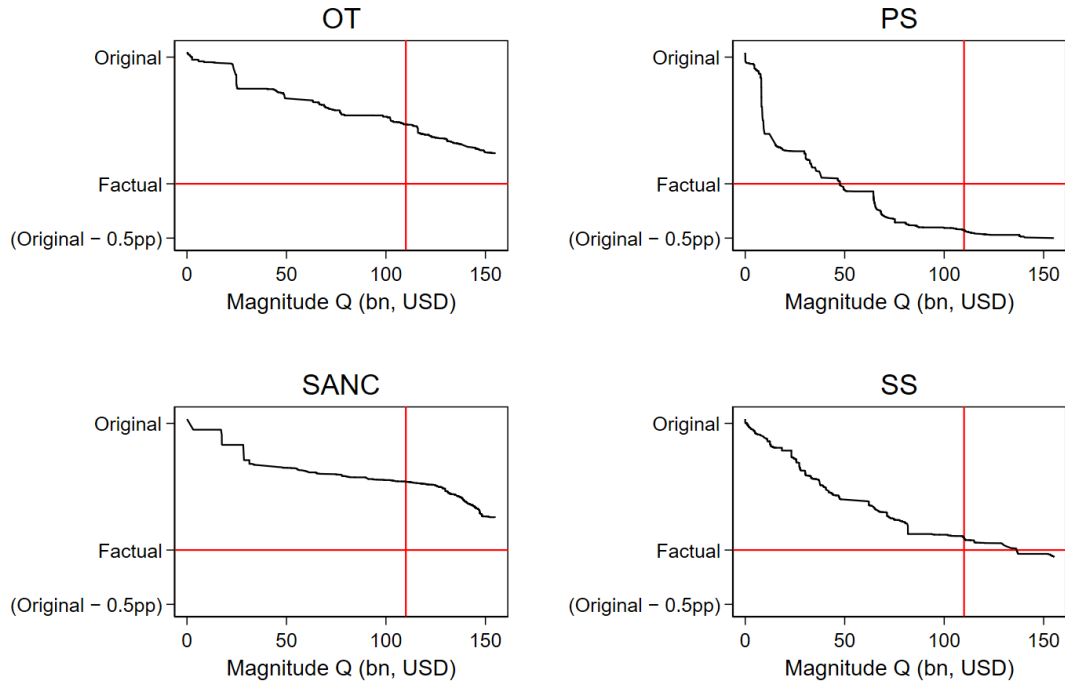 OT
Original
Factual
(Original − 0.5pp)
0 50 100 150
Magnitude Q (bn, USD)
PS
Original
Factual
(Original − 0.5pp)
0 50 100 150
Magnitude Q (bn, USD)
SANC
Original
Factual
(Original − 0.5pp)
0 50 100 150
Magnitude Q (bn, USD)
SS
Original
Factual
(Original − 0.5pp)
0 50 100 150
Magnitude Q (bn, USD)